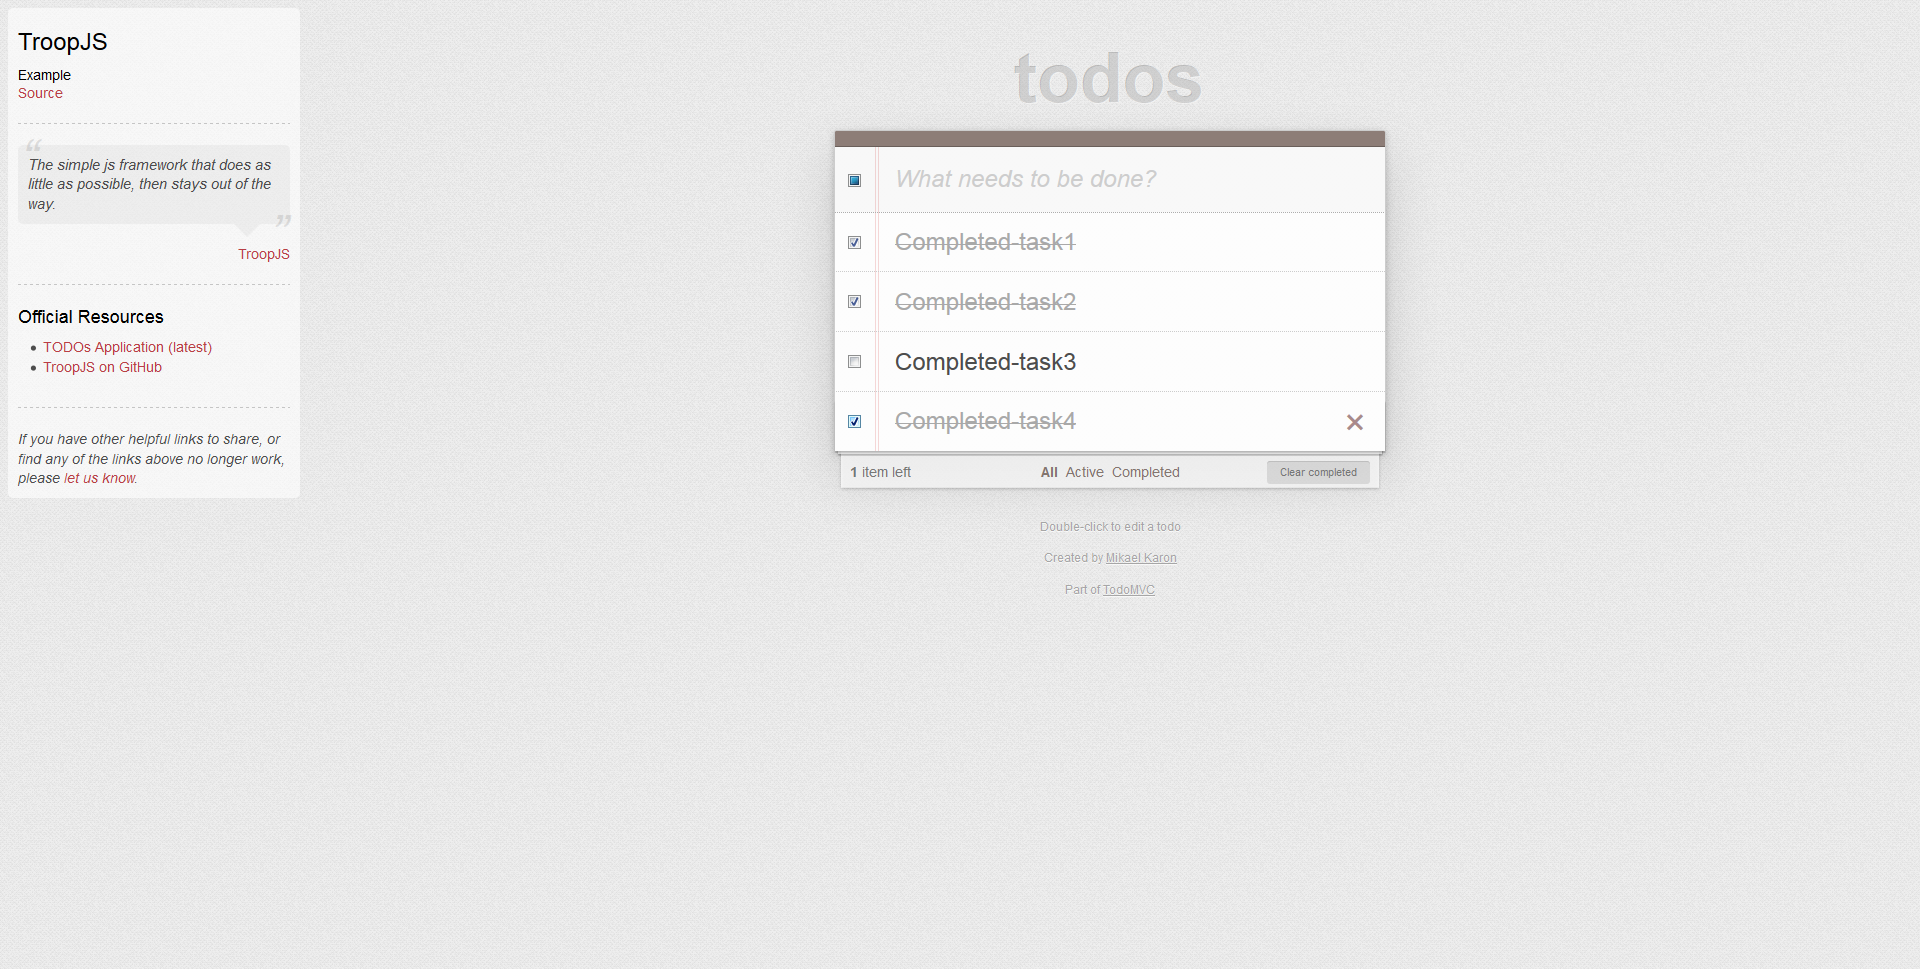 TroopJS
Example
Source
“
The simple js framework that does as
little as possible, then stays out of the
way.
”
TroopJS
Official Resources
TODOs Application (latest)
TroopJS on GitHub
If you have other helpful links to share, or
find any of the links above no longer work,
please let us know.
todos
What needs to be done?
Completed-task1
Completed-task2
Completed-task3
Completed-task4
1 item left All Active Completed Clear completed
Double-click to edit a todo
Created by Mikael Karon
Part of TodoMVC